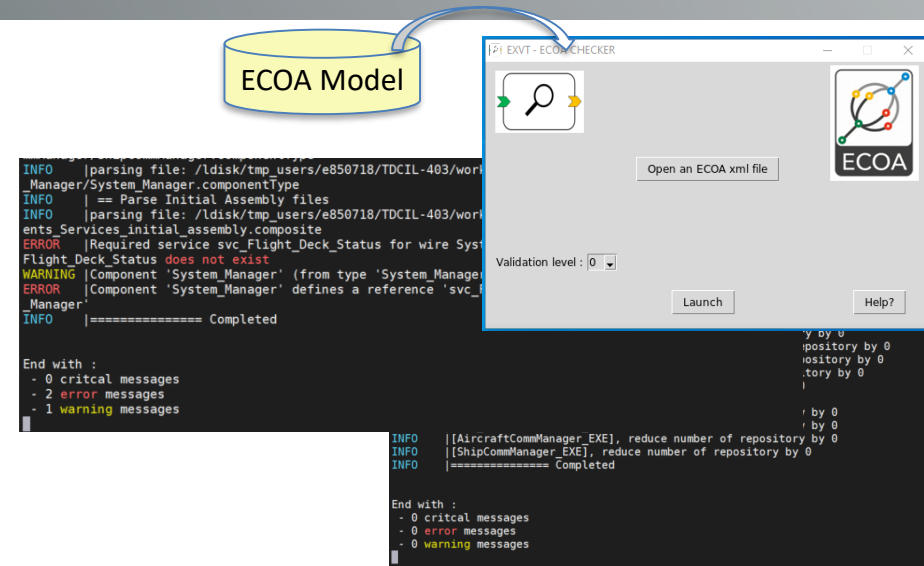 ECOA Model
EXVT - ECOA CHECKER
Open an ECOA xml file
ECOA
Validation level : 0
Launch
Help?
INFO |parsing file: /ldisk/tmp_users/e850718/TDCIL-403/work
_Manager/System_Manager.componentType
INFO | == Parse Initial Assembly files
INFO |parsing file: /ldisk/tmp_users/e850718/TDCIL-403/work
ents_Services_initial_assembly.composite
ERROR |Required service svc_Flight_Deck_Status for wire Syst
Flight_Deck_Status does not exist
WARNING |Component 'System_Manager' (from type 'System_Manager
ERROR |Component 'System_Manager' defines a reference 'svc_F
_Manager'
INFO |=============== Completed
End with :
- 0 critcal messages
- 2 error messages
- 1 warning messages
by 0
pository by 0
ository by 0
tory by 0
by 0
by 0
INFO |[AircraftCommManager_EXE], reduce number of repository by 0
INFO |[ShipCommManager_EXE], reduce number of repository by 0
INFO |=============== Completed
End with :
- 0 critcal messages
- 0 error messages
- 0 warning messages